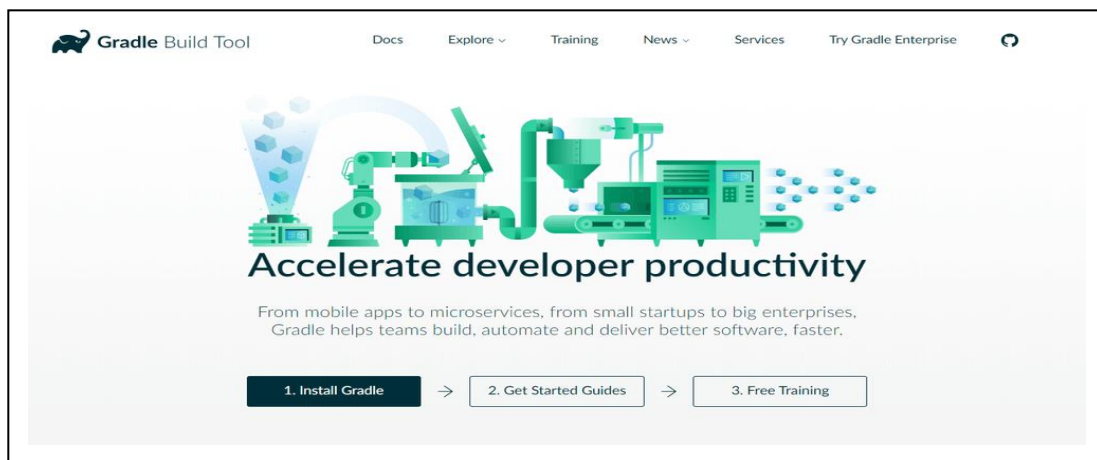 Gradle Build Tool
Docs
Explore
Training
News
Services
Try Gradle Enterprise
Accelerate developer productivity
From mobile apps to microservices, from small startups to big enterprises,
Gradle helps teams build, automate and deliver better software, faster.
1. Install Gradle
2. Get Started Guides
3. Free Training